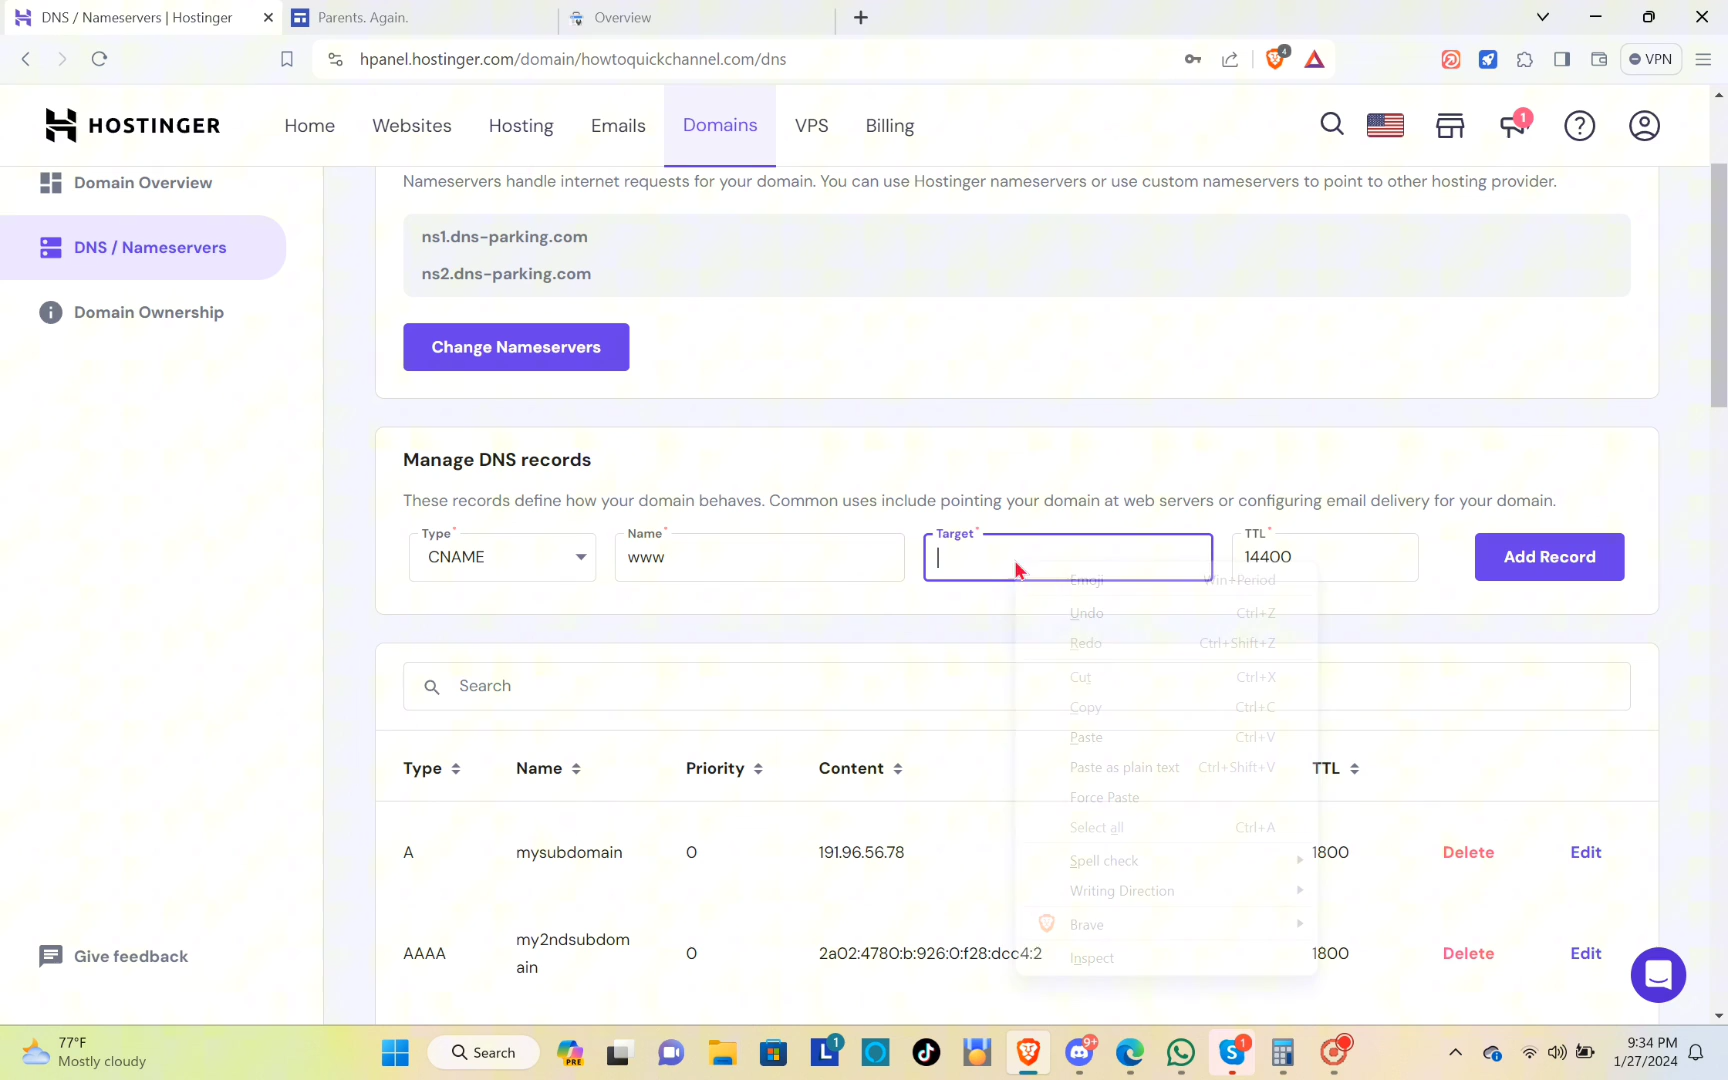 DNS / Nameservers | Hostinger
Parents. Again.
Overview
hpanel.hostinger.com/domain/howtoquickchannel.com/dns
4
VPN
HOSTINGER
Home
Websites
Hosting
Emails
Domains
VPS
Billing
1
Domain Overview
DNS / Nameservers
Domain Ownership
Nameservers handle internet requests for your domain. You can use Hostinger nameservers or use custom nameservers to point to other hosting provider.
ns1.dns-parking.com
ns2.dns-parking.com
Change Nameservers
Manage DNS records
These records define how your domain behaves. Common uses include pointing your domain at web servers or configuring email delivery for your domain.
Type*
CNAME
Name*
www
Target*
TTL*
14400
Add Record
Emoji Win+Period
Undo Ctrl+Z
Redo Ctrl+Shift+Z
Cut Ctrl+X
Copy Ctrl+C
Paste Ctrl+V
Paste as plain text Ctrl+Shift+V
Force Paste
Select all Ctrl+A
Spell check
Writing Direction
Brave
Inspect
Search
Type Name Priority Content TTL
A mysubdomain 0 191.96.56.78 1800 Delete Edit
AAAA my2ndsubdom
ain 0 2a02:4780:b:926:0:f28:dcc4:2 1800 Delete Edit
Give feedback
77°F
Mostly cloudy
Search
PRE
L
1
9+
1
9:34 PM
1/27/2024